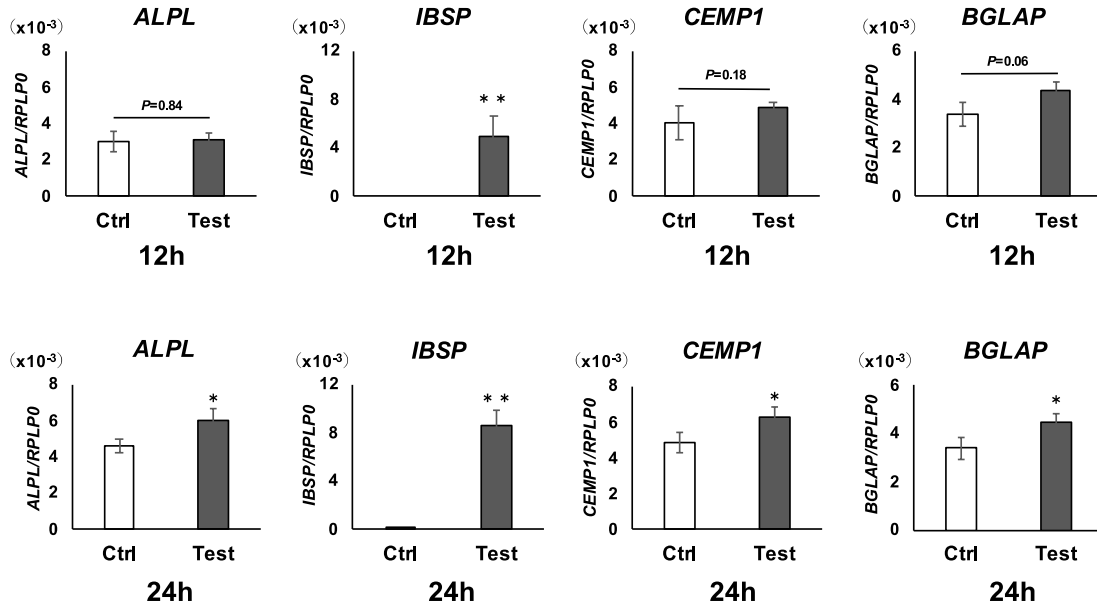 ALPL
(x10-3)
ALPL/RPLP0
8
6
4
2
0
P=0.84
Ctrl
Test
12h
IBSP
(x10-3)
IBSP/RPLP0
12
8
4
0
* *
Ctrl
Test
12h
CEMP1
(x10-3)
CEMP1/RPLP0
8
6
4
2
0
P=0.18
Ctrl
Test
12h
BGLAP
(x10-3)
BGLAP/RPLP0
6
4
2
0
P=0.06
Ctrl
Test
12h
ALPL
(x10-3)
ALPL/RPLP0
8
6
4
2
0
*
Ctrl
Test
24h
IBSP
(x10-3)
IBSP/RPLP0
12
8
4
0
* *
Ctrl
Test
24h
CEMP1
(x10-3)
CEMP1/RPLP0
8
6
4
2
0
*
Ctrl
Test
24h
BGLAP
(x10-3)
BGLAP/RPLP0
6
4
2
0
*
Ctrl
Test
24h